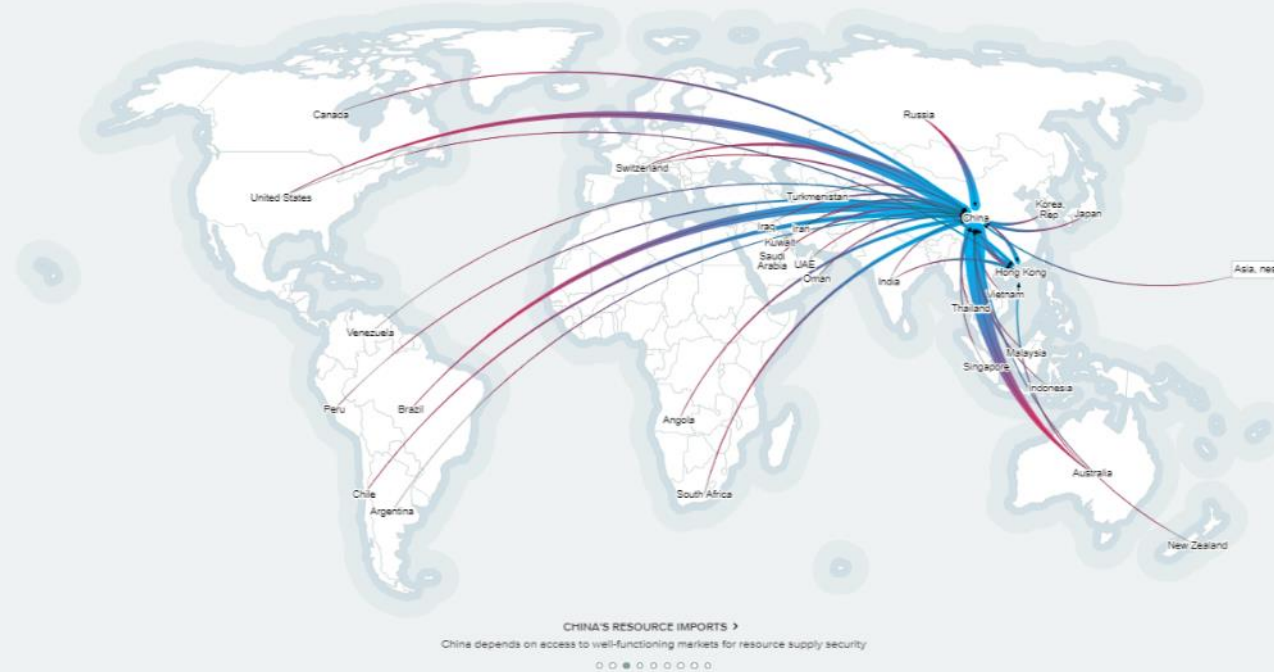 Canada
Russia
Switzerland
United States
Turkmenistan
Korea,
Rep.
Japan
China
Iraq
Iran
Kuwait
Saudi
Arabia
UAE
Oman
India
Hong Kong
Vietnam
Thailand
Asia, nes
Venezuela
Malaysia
Singapore
Indonesia
Peru
Brazil
Angola
Australia
Chile
South Africa
Argentina
New Zealand
CHINA'S RESOURCE IMPORTS >
China depends on access to well-functioning markets for resource supply security